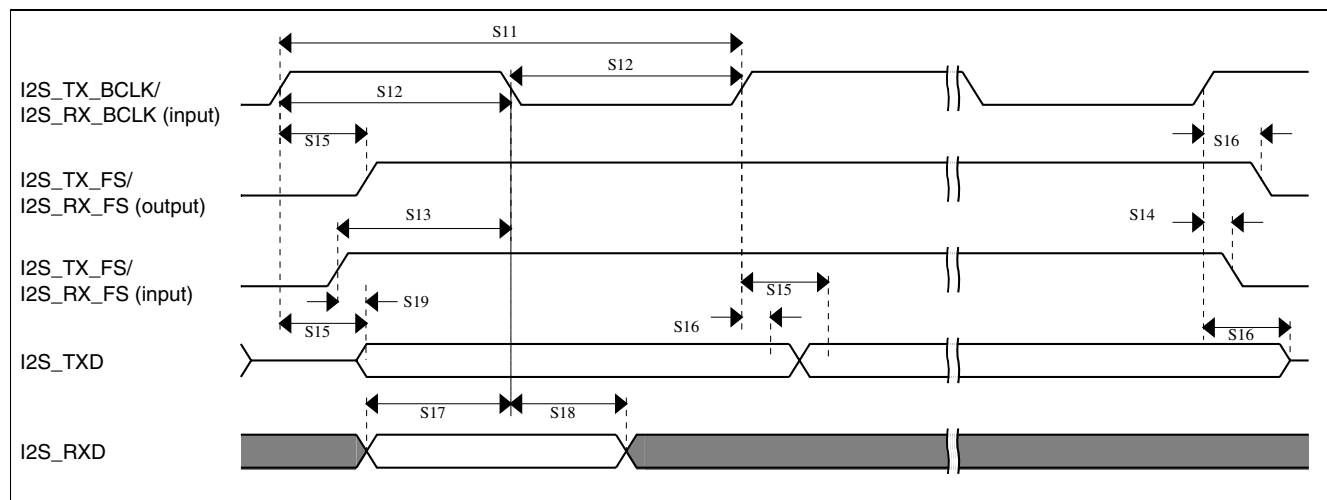 S11
I2S_TX_BCLK/
I2S_RX_BCLK (input)
S12
S12
S15
S16
I2S_TX_FS/
I2S_RX_FS (output)
S13
S14
I2S_TX_FS/
I2S_RX_FS (input)
S19
S15
S15
S16
S16
I2S_TXD
S17
S18
I2S_RXD